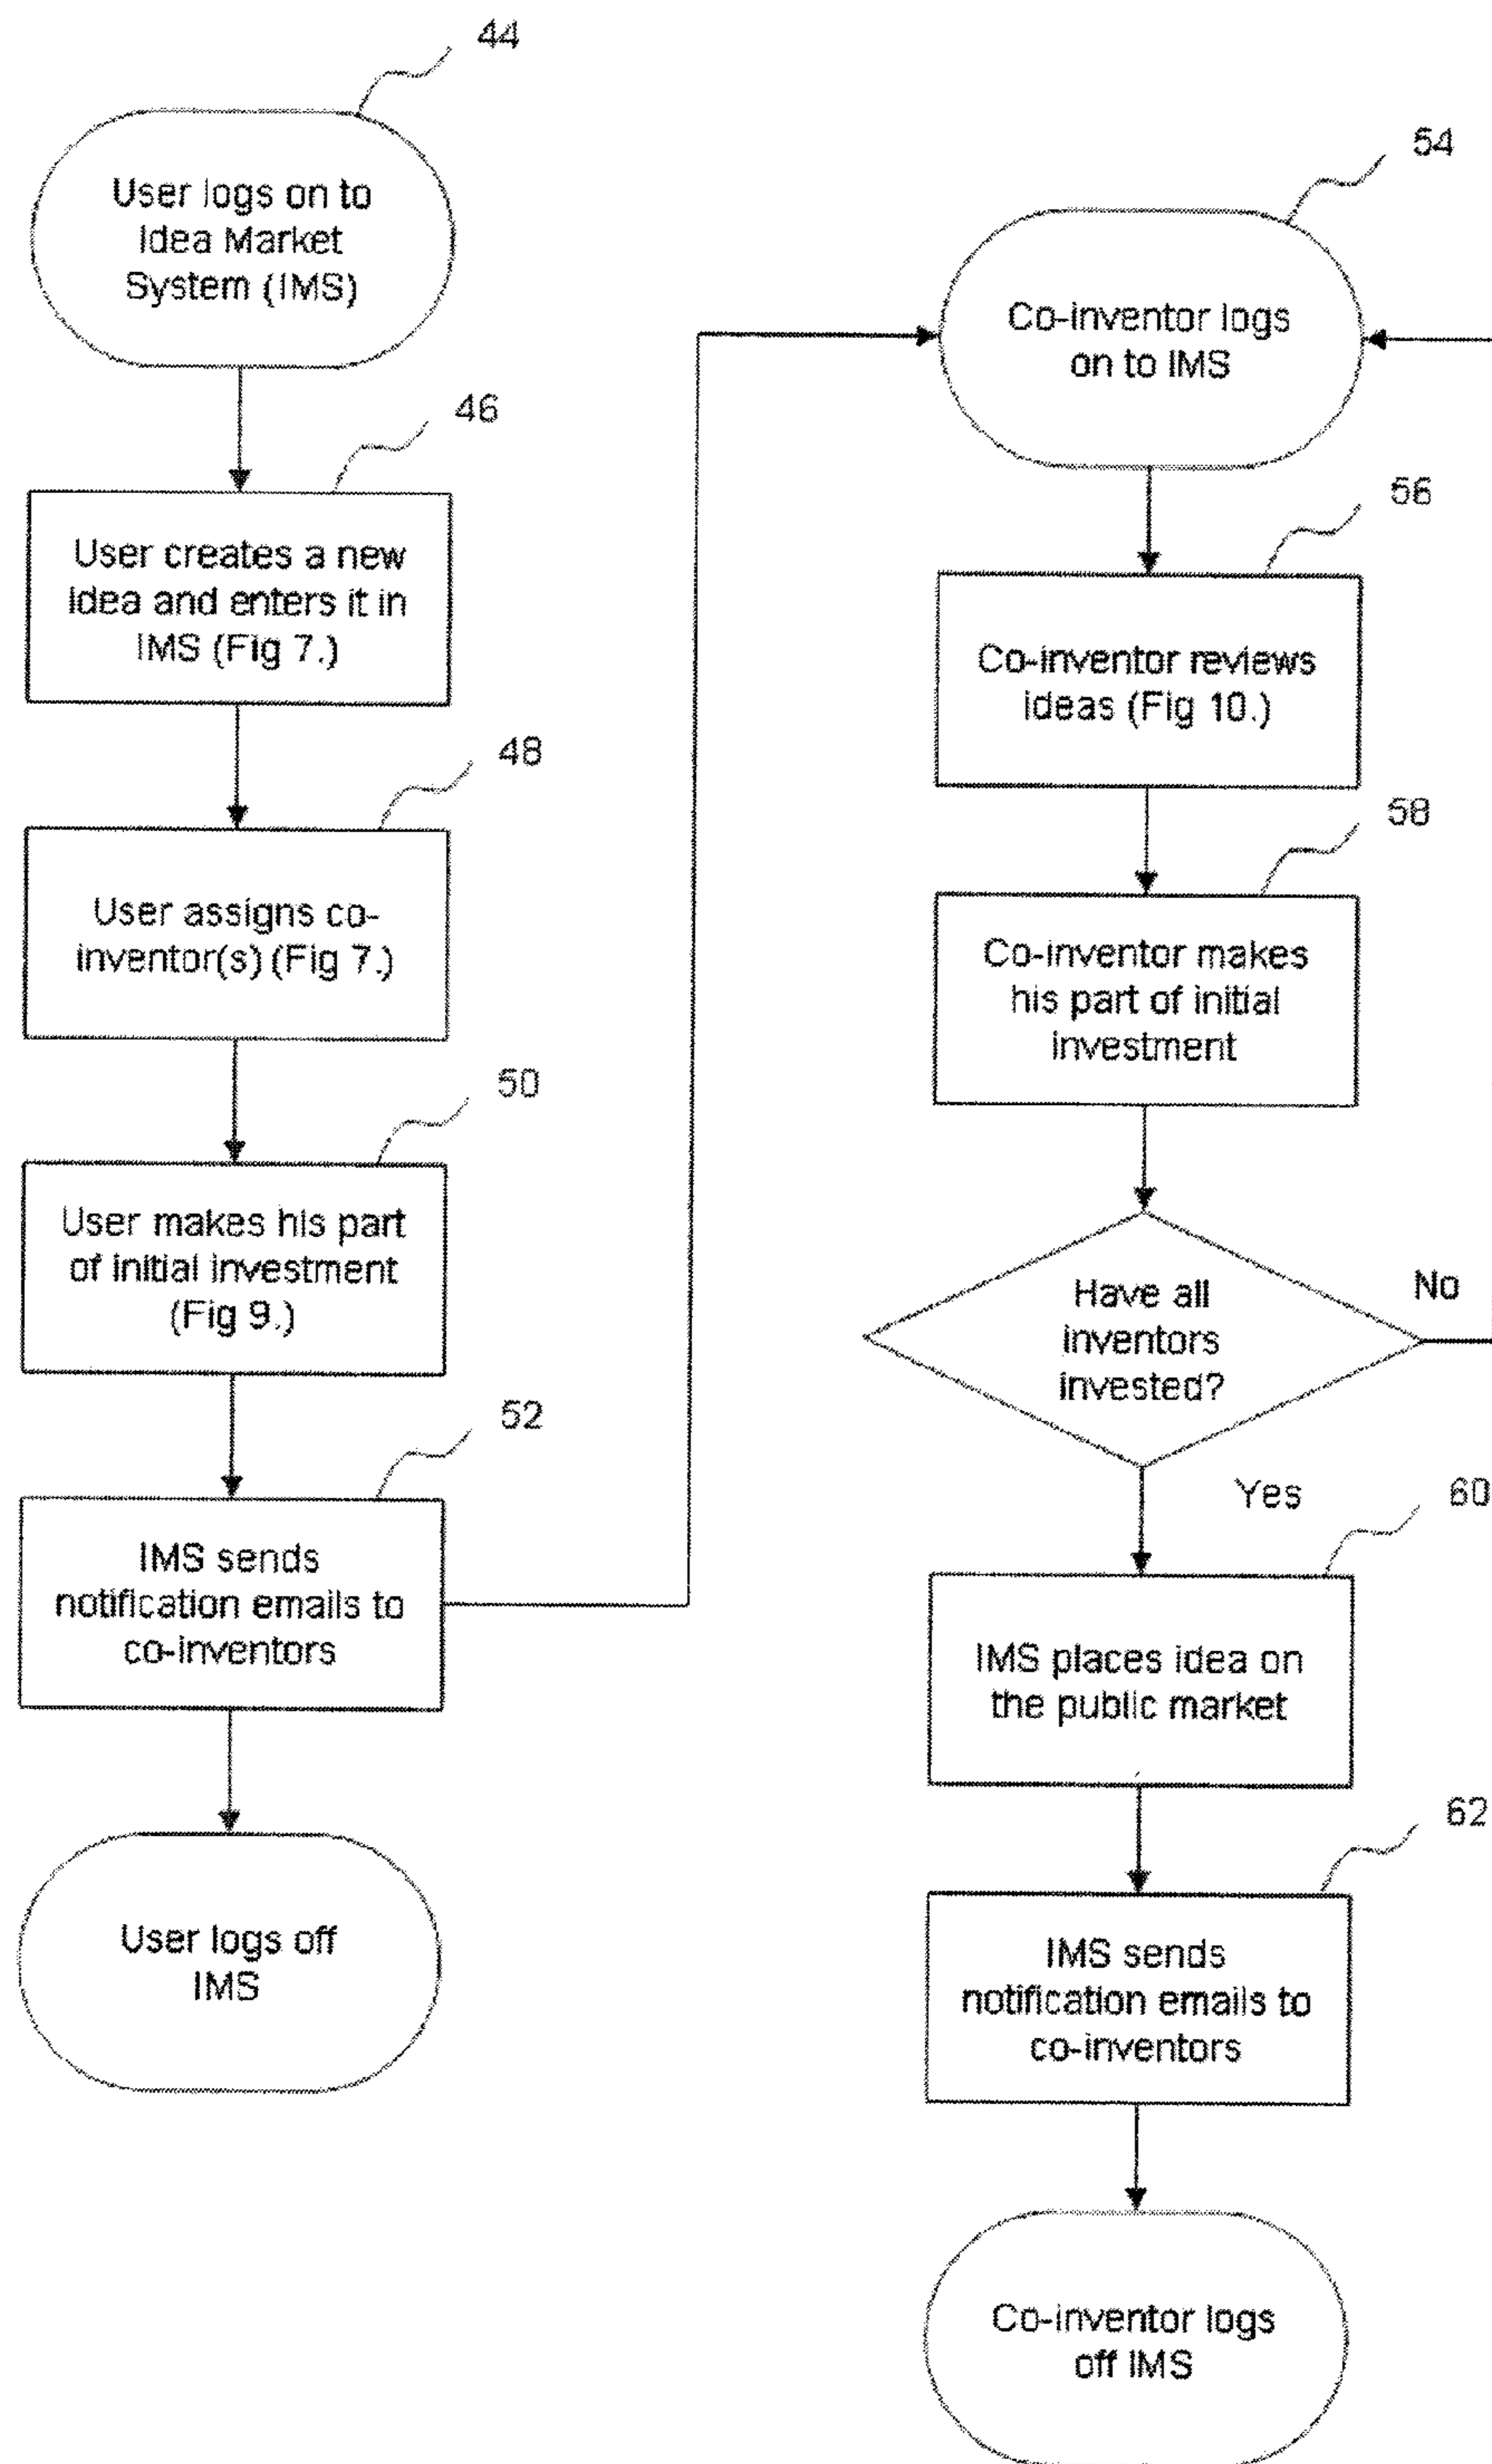 44
User logs on to
Idea Market
System (IMS)
46
User creates a new
idea and enters it in
IMS (Fig 7.)
48
User assigns co-
inventor(s) (Fig 7.)
50
User makes his part
of initial investment
(Fig 9.)
52
IMS sends
notification emails to
co-inventors
User logs off
IMS
54
Co-inventor logs
on to IMS
56
Co-inventor reviews
ideas (Fig 10.)
58
Co-inventor makes
his part of initial
investment
Have all
inventors
invested?
No
Yes
60
IMS places idea on
the public market
62
IMS sends
notification emails to
co-inventors
Co-inventor logs
off IMS